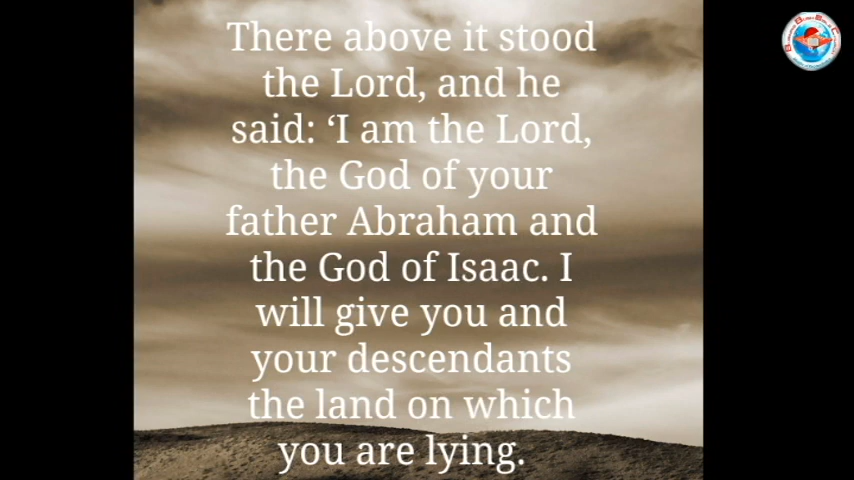 There above it stood
the Lord, and he
said: ‘I am the Lord,
the God of your
father Abraham and
the God of Isaac. I
will give you and
your descendants
the land on which
you are lying.